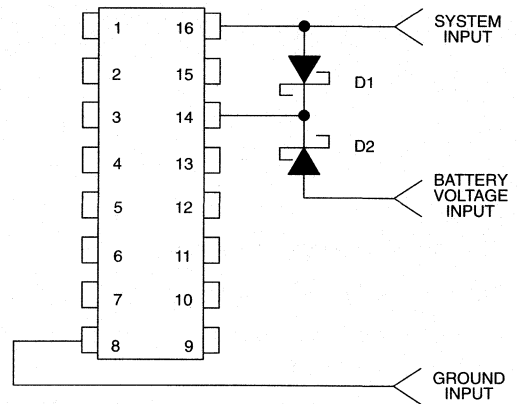 1 16 SYSTEM
INPUT
2 15
D1
3 14
D2
4 13
BATTERY
VOLTAGE
INPUT
5 12
6 11
7 10
8 9
GROUND
INPUT